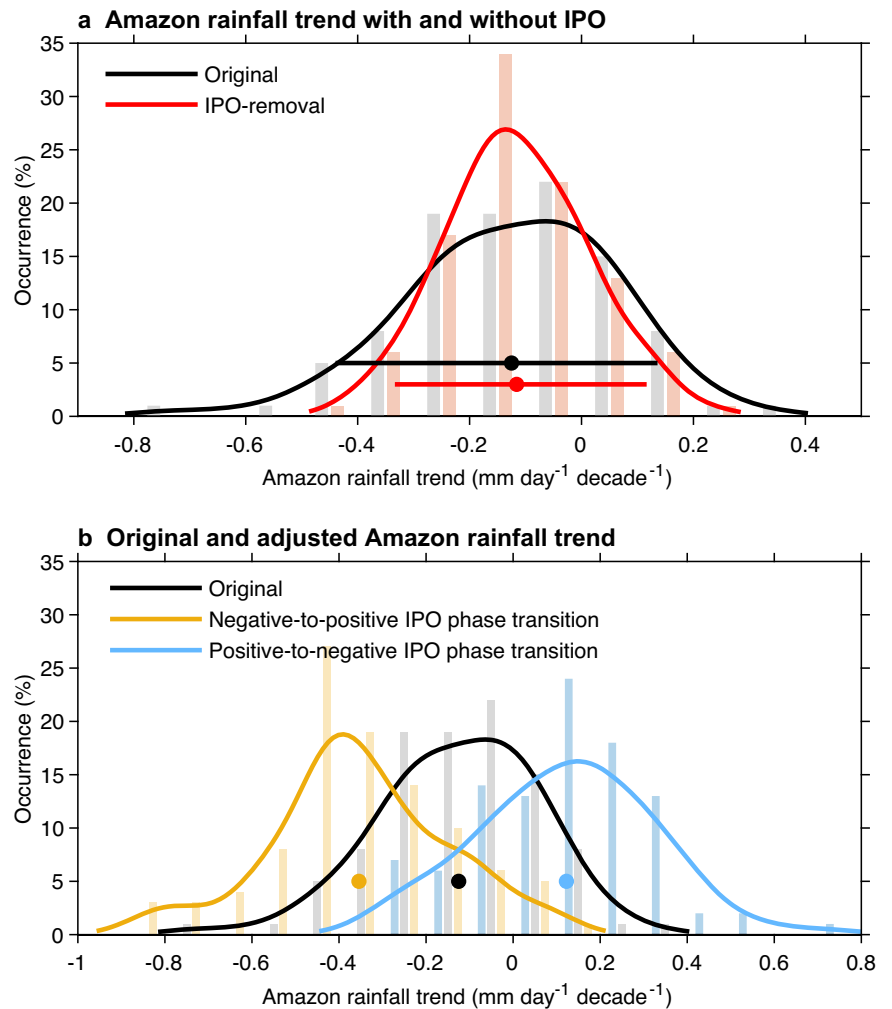 a Amazon rainfall trend with and without IPO
35
30
25
20
15
10
5
0
Occurrence (%)
Original
IPO-removal
-0.8 -0.6 -0.4 -0.2 0 0.2 0.4
Amazon rainfall trend (mm day-1 decade-1)
b Original and adjusted Amazon rainfall trend
35
30
25
20
15
10
5
0
Occurrence (%)
Original
Negative-to-positive IPO phase transition
Positive-to-negative IPO phase transition
-1 -0.8 -0.6 -0.4 -0.2 0 0.2 0.4 0.6 0.8
Amazon rainfall trend (mm day-1 decade-1)